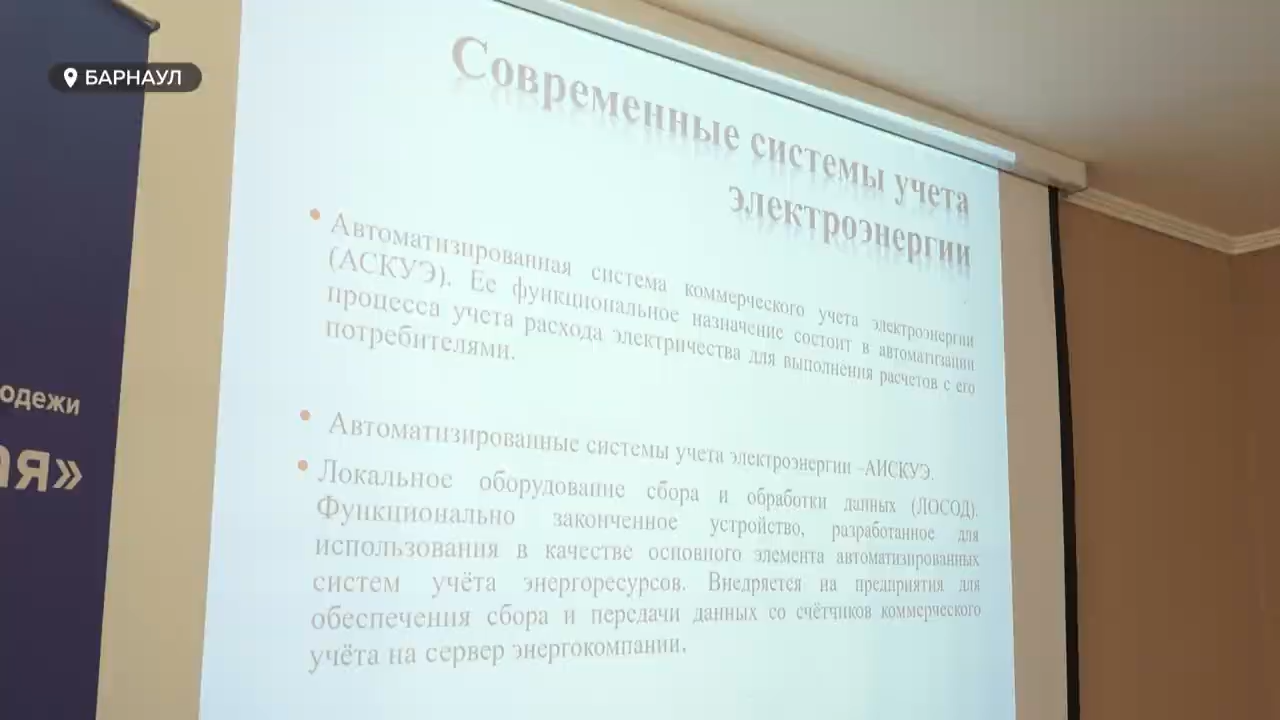 БАРНАУЛ
Современные системы учета
электроэнергии
Автоматизированная система коммерческого учета электроэнергии
(АСКУЭ). Ее функциональное назначение состоит в автоматизации
процесса учета расхода электричества для выполнения расчетов с его
потребителями.
Автоматизированные системы учета электроэнергии –АИСКУЭ.
Локальное оборудование сбора и обработки данных (ЛОСОД).
Функционально законченное устройство, разработанное для
использования в качестве основного элемента автоматизированных
систем учёта энергоресурсов. Внедряется на предприятия для
обеспечения сбора и передачи данных со счётчиков коммерческого
учёта на сервер энергокомпании.
одежи
ая»